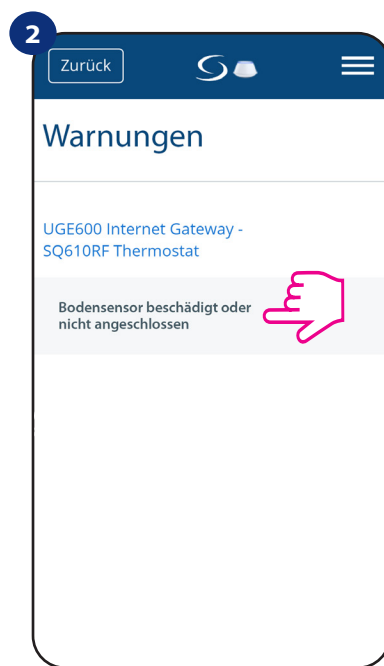 2
Zurück
Warnungen
UGE600 Internet Gateway -
SQ610RF Thermostat
Bodensensor beschädigt oder
nicht angeschlossen